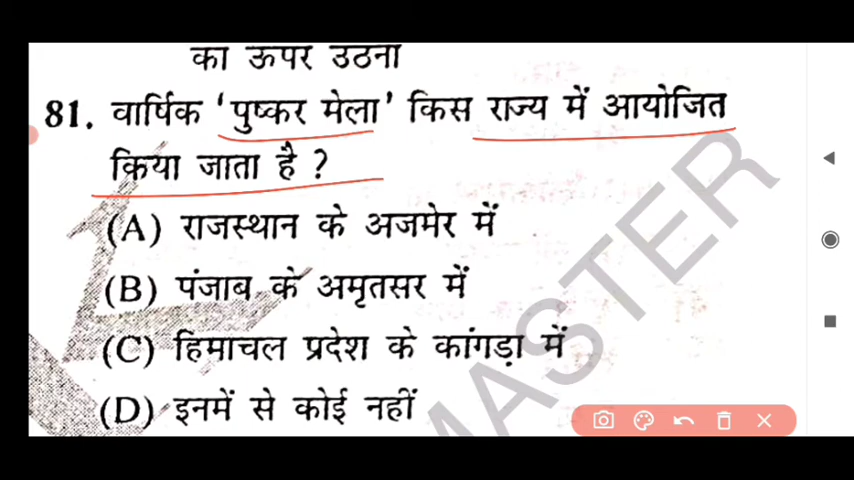 का ऊपर उठना
81. वार्षिक 'पुष्कर मेला' किस राज्य में आयोजित
किया जाता है ?
(A) राजस्थान के अजमेर में
(B) पंजाब के अमृतसर में
(C) हिमाचल प्रदेश के कांगड़ा में
(D) इनमें से कोई नहीं
MASTER